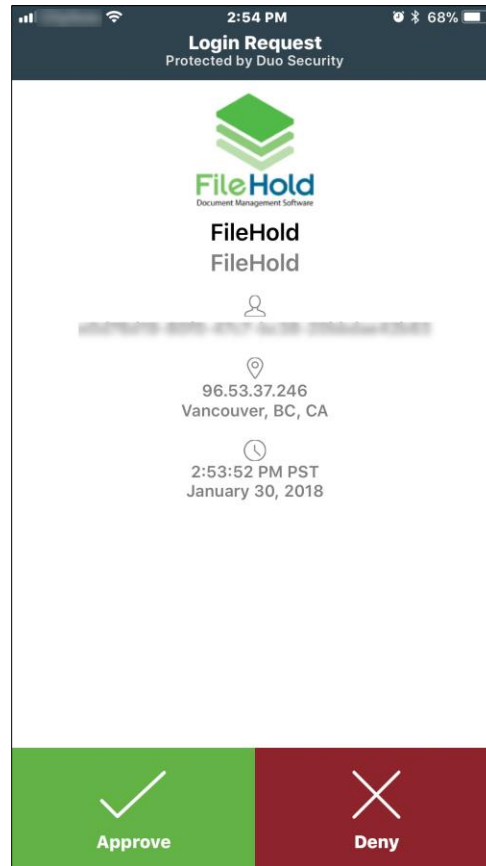 2:54 PM
68%
Login Request
Protected by Duo Security
FileHold
Document Management Software
FileHold
FileHold
96.53.37.246
Vancouver, BC, CA
2:53:52 PM PST
January 30, 2018
Approve
Deny